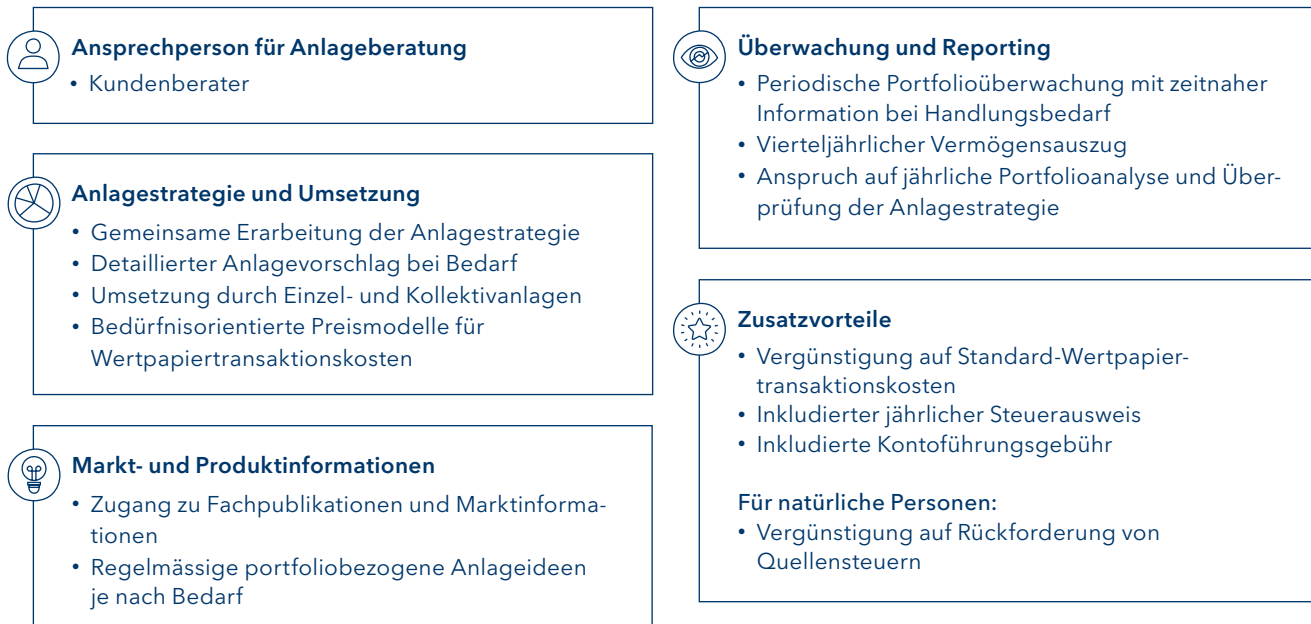 Ansprechperson für Anlageberatung
• Kundenberater
Anlagestrategie und Umsetzung
• Gemeinsame Erarbeitung der Anlagestrategie
• Detaillierter Anlagevorschlag bei Bedarf
• Umsetzung durch Einzel- und Kollektivanlagen
• Bedürfnisorientierte Preismodelle für
Wertpapiertransaktionskosten
Markt- und Produktinformationen
• Zugang zu Fachpublikationen und Marktinforma-
tionen
• Regelmässige portfoliobezogene Anlageideen
je nach Bedarf
Überwachung und Reporting
• Periodische Portfolioüberwachung mit zeitnaher
Information bei Handlungsbedarf
• Vierteljährlicher Vermögensauszug
• Anspruch auf jährliche Portfolioanalyse und Über-
prüfung der Anlagestrategie
Zusatzvorteile
• Vergünstigung auf Standard-Wertpapier-
transaktionskosten
• Inkludierter jährlicher Steuerausweis
• Inkludierte Kontoführungsgebühr
Für natürliche Personen:
• Vergünstigung auf Rückforderung von
Quellensteuern